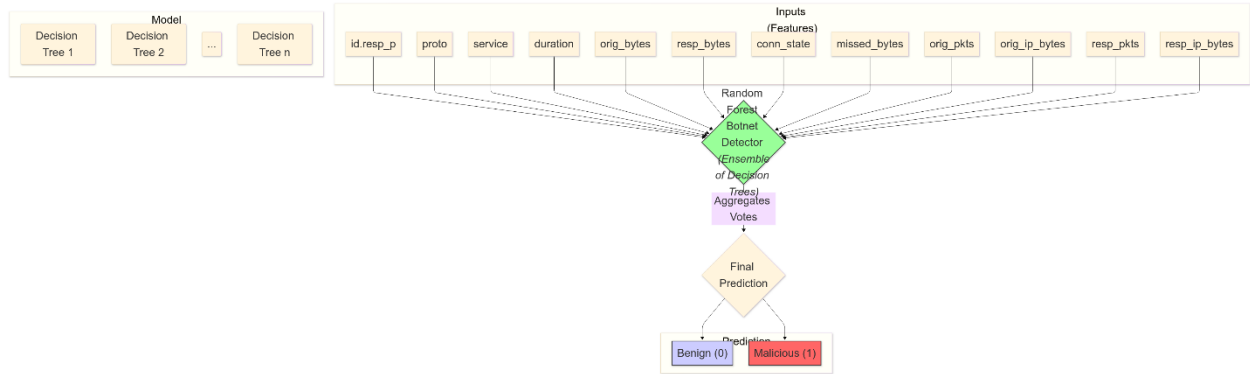 Model
Decision
Tree 1
Decision
Tree 2
...
Decision
Tree n
Inputs
(Features)
id.resp_p
proto
service
duration
orig_bytes
resp_bytes
conn_state
missed_bytes
orig_pkts
orig_ip_bytes
resp_pkts
resp_ip_bytes
Random
Forest
Botnet
Detector
(Ensemble
of Decision
Trees)
Aggregates
Votes
Final
Prediction
Prediction
Benign (0)
Malicious (1)